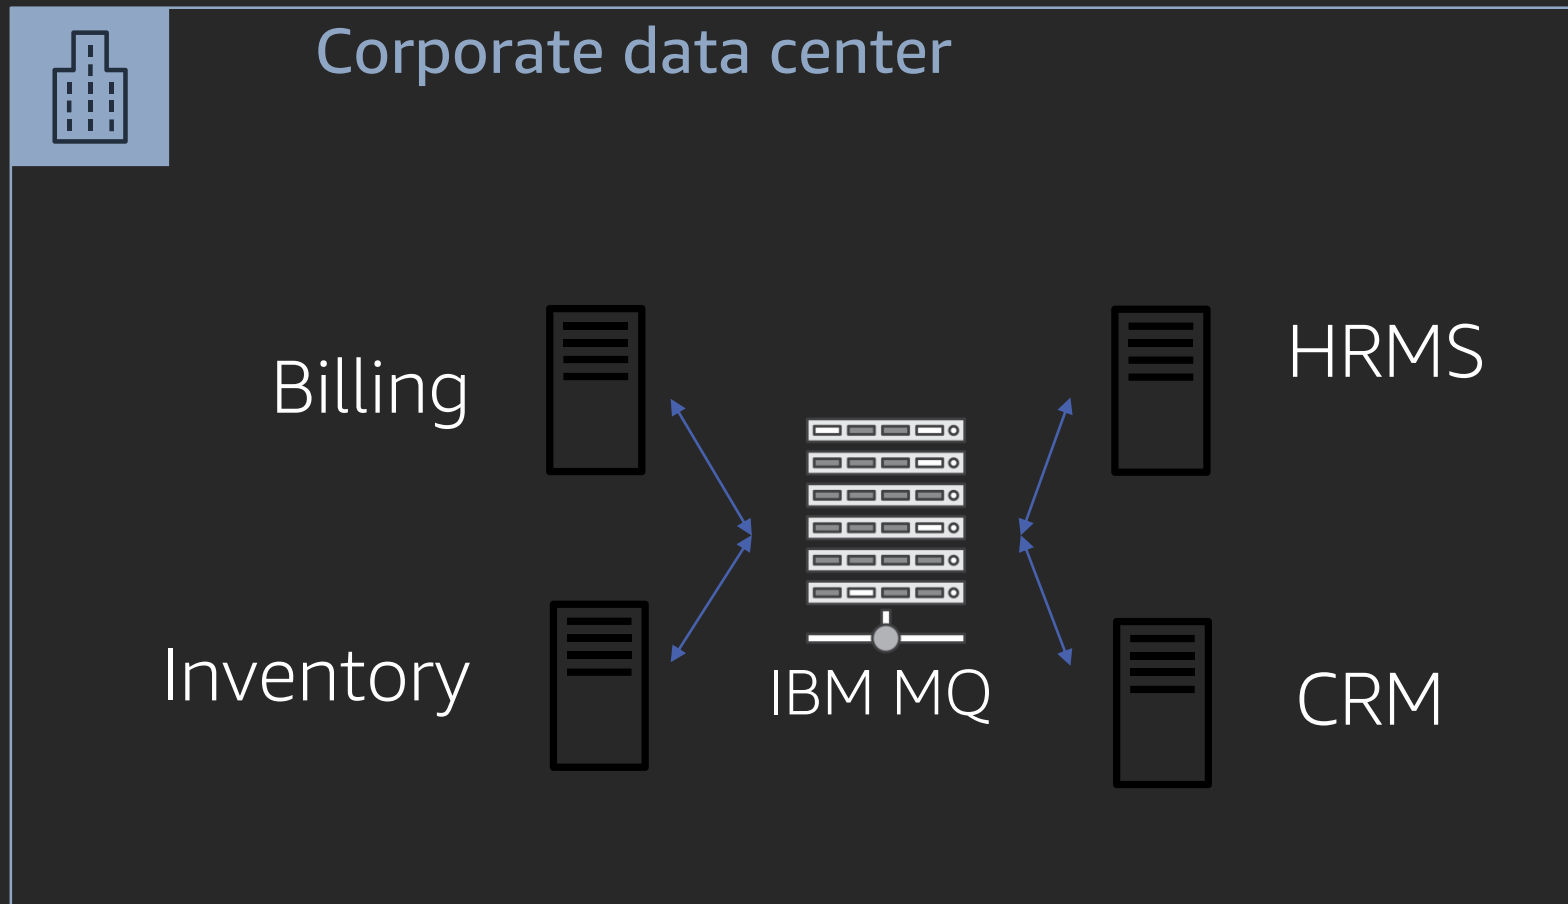 Corporate data center
Billing
HRMS
Inventory
IBM MQ
CRM